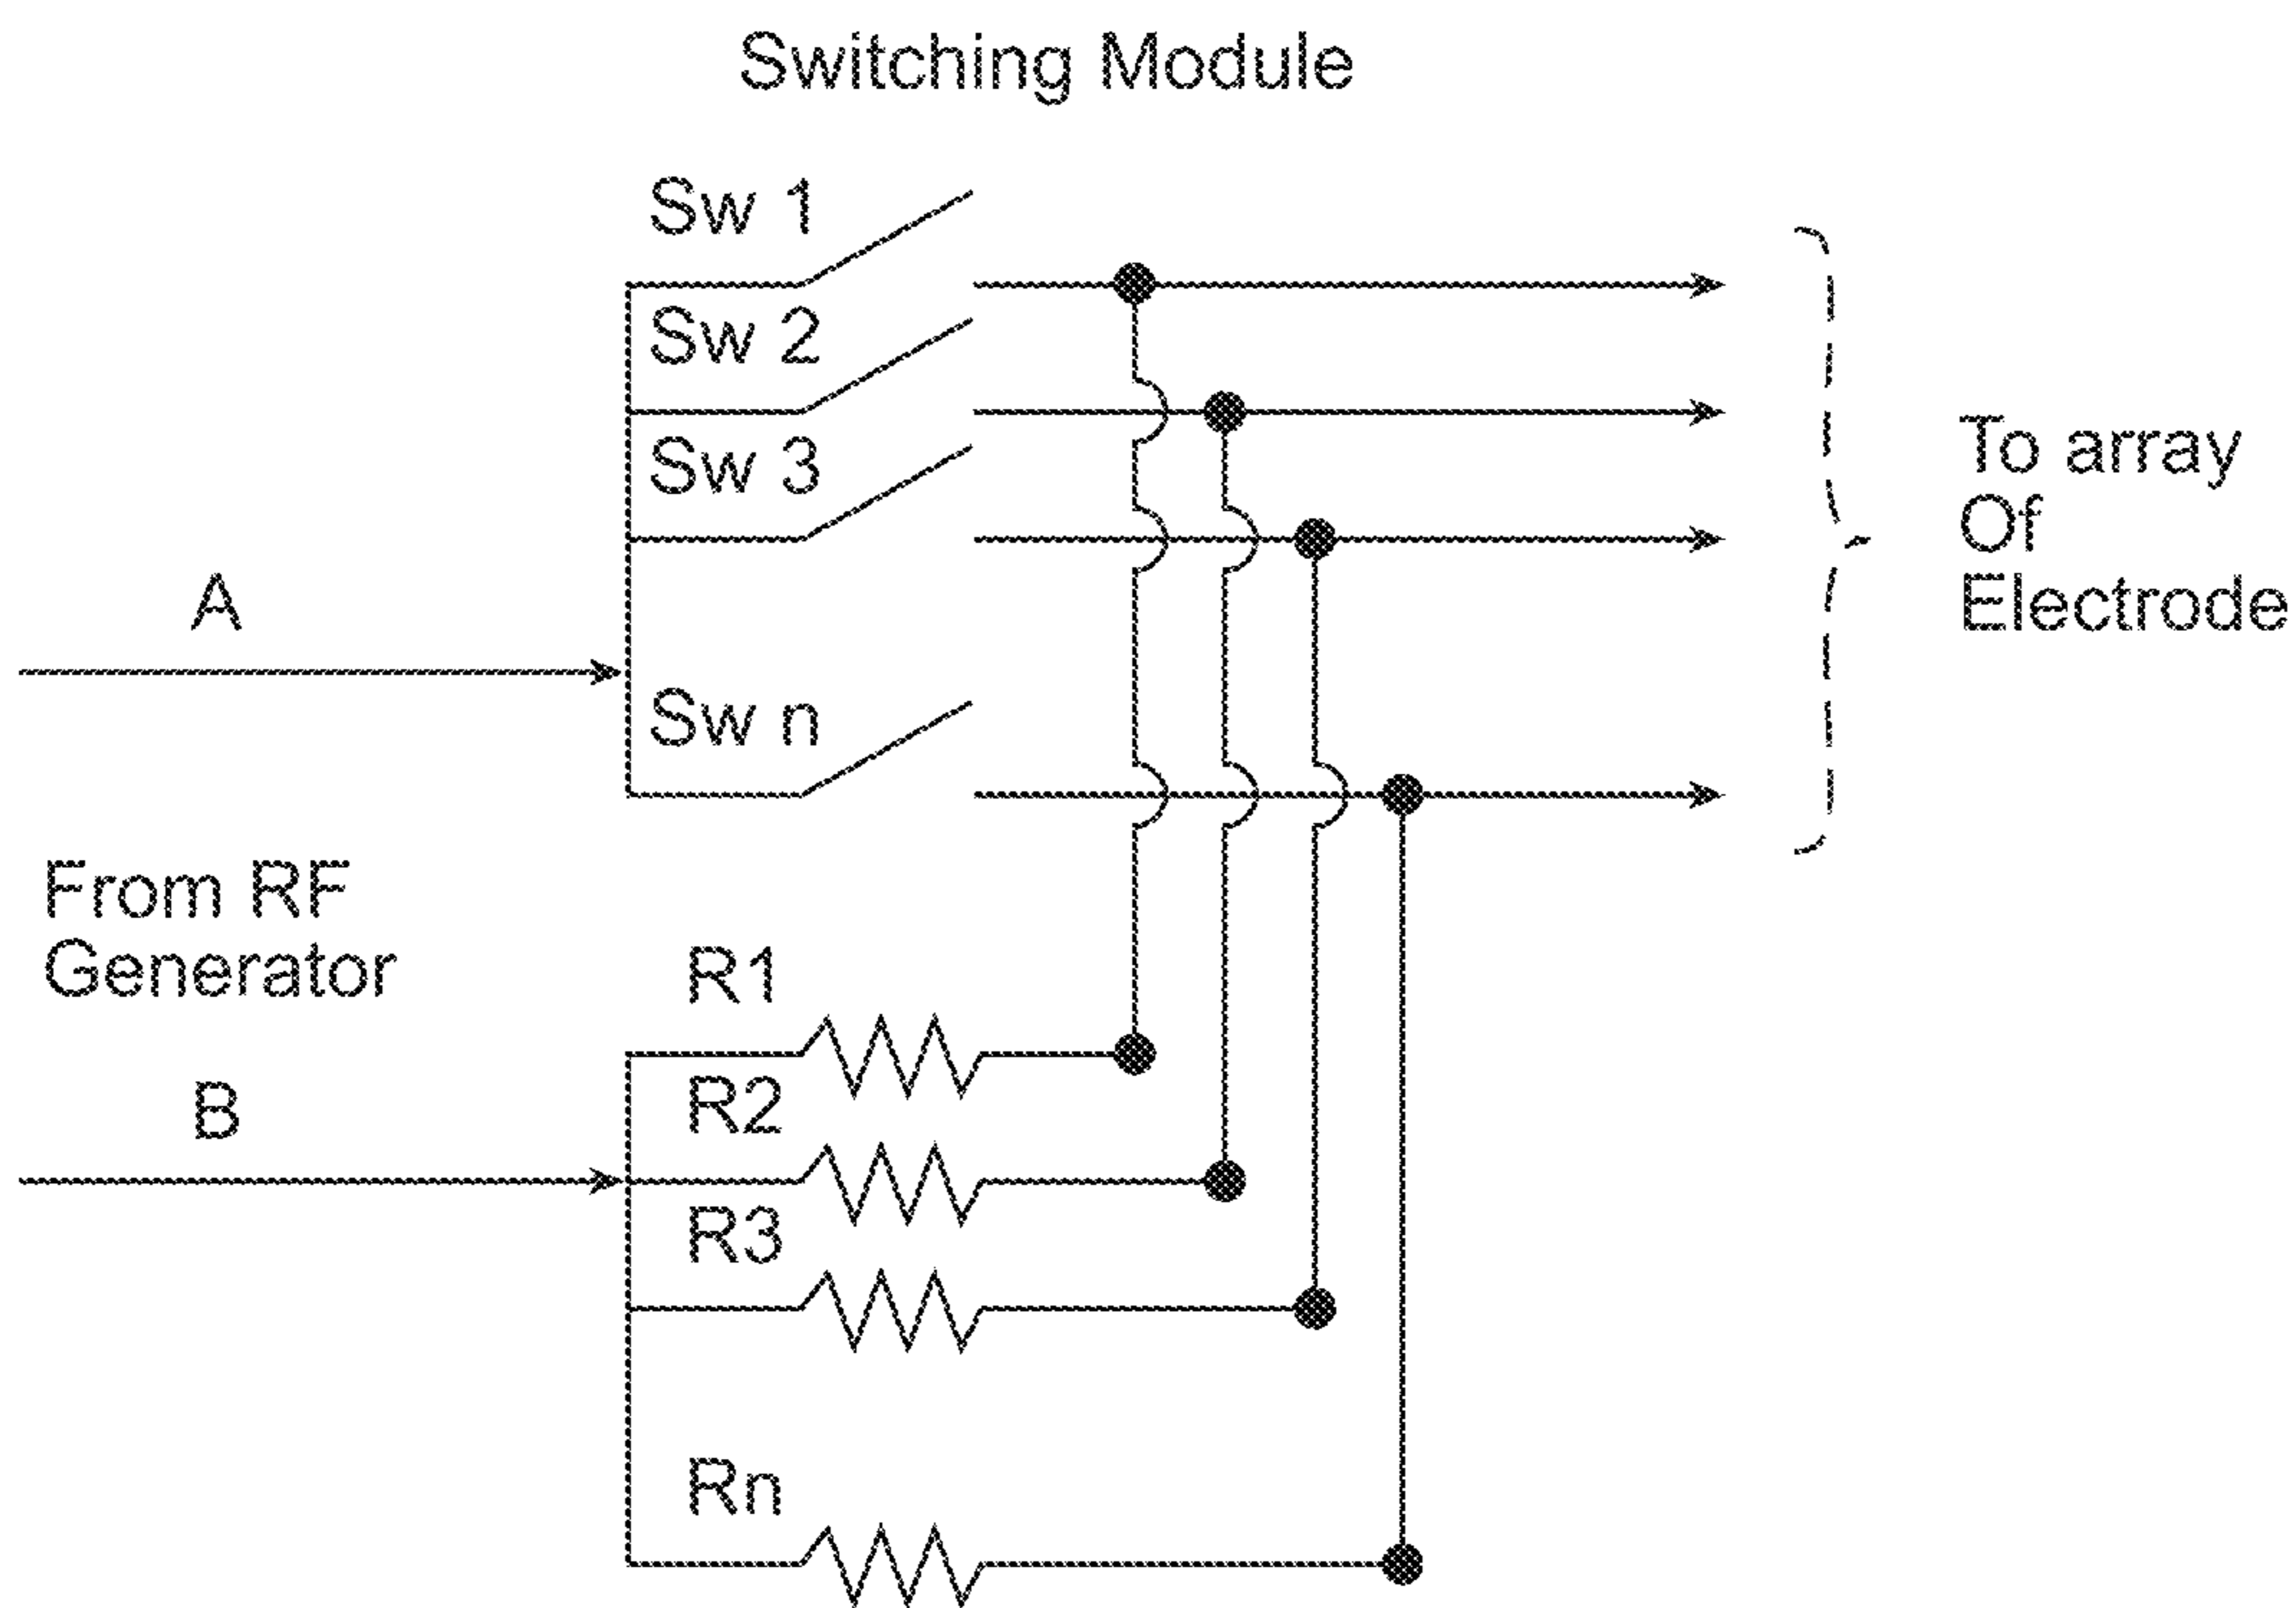 Switching Module
Sw 1
Sw 2
Sw 3
Sw n
A
To array
Of
Electrode
From RF
Generator
B
R1
R2
R3
Rn